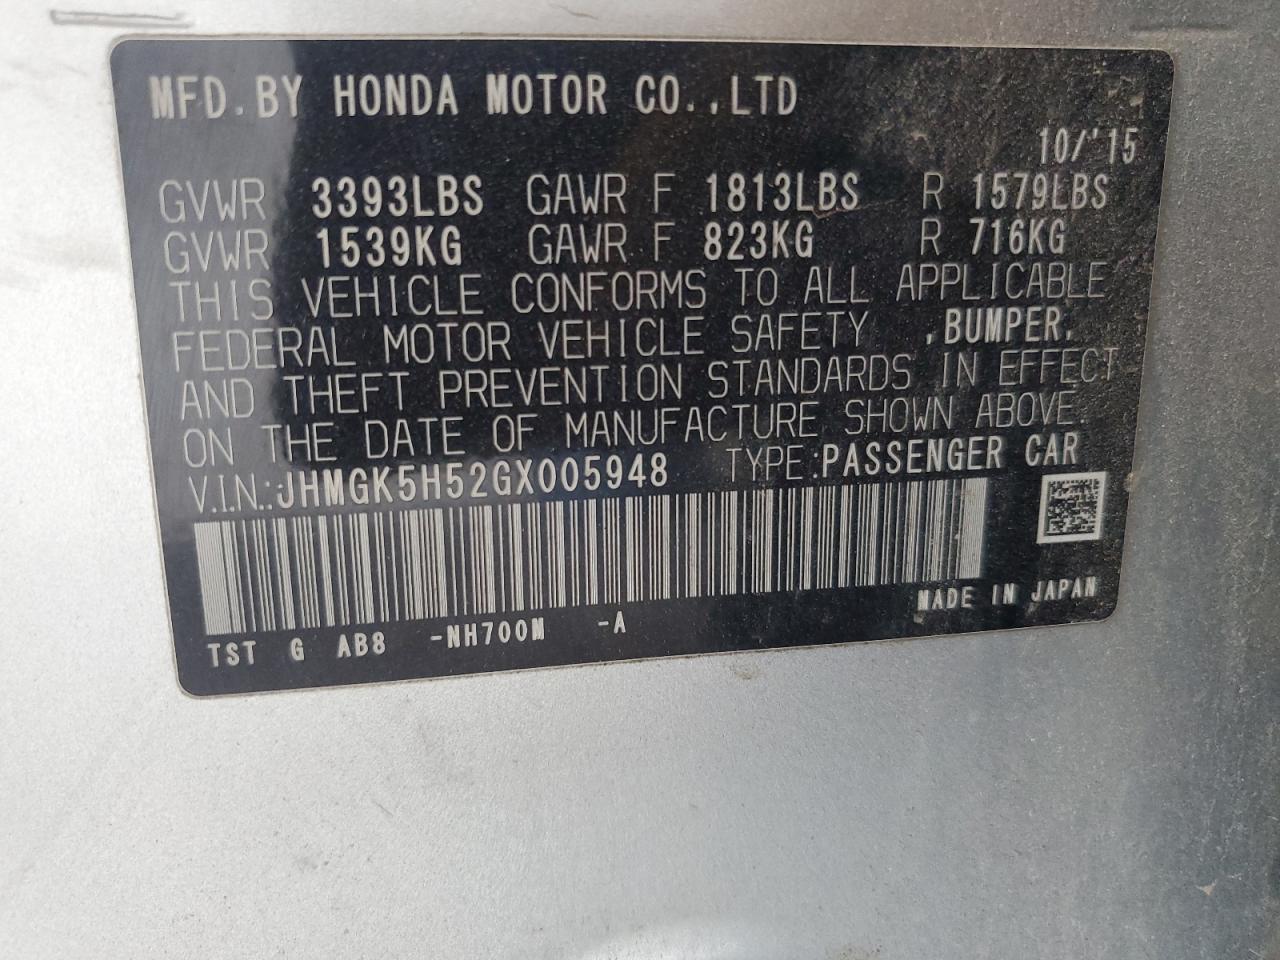 MFD. BY HONDA MOTOR CO.,LTD
10/'15
GVWR 3393LBS GAWR F 1813LBS R 1579LBS
GVWR 1539KG GAWR F 823KG R 716KG
THIS VEHICLE CONFORMS TO ALL APPLICABLE
FEDERAL MOTOR VEHICLE SAFETY ,BUMPER,
AND THEFT PREVENTION STANDARDS IN EFFECT
ON THE DATE OF MANUFACTURE SHOWN ABOVE.
V.I.N.:JHMGK5H52GX005948 TYPE:PASSENGER CAR
MADE IN JAPAN
TST G AB8 -NH700M -A